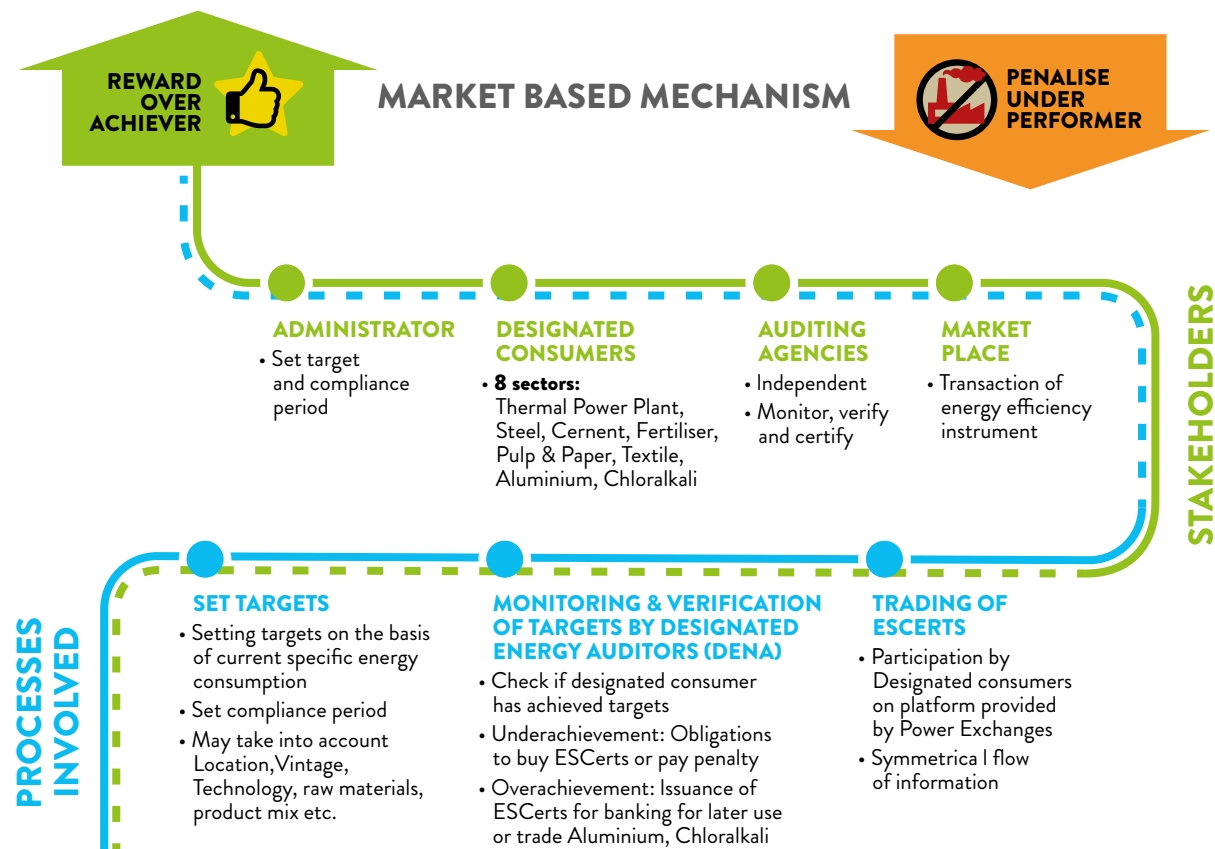 REWARD
OVER
ACHIEVER
MARKET BASED MECHANISM
PENALISE
UNDER
PERFORMER
ADMINISTRATOR
• Set target
and compliance
period
DESIGNATED
CONSUMERS
• 8 sectors:
Thermal Power Plant,
Steel, Cernent, Fertiliser,
Pulp & Paper, Textile,
Aluminium, Chloralkali
AUDITING
AGENCIES
• Independent
• Monitor, verify
and certify
MARKET
PLACE
• Transaction of
energy efficiency
instrument
STAKEHOLDERS
PROCESSES
INVOLVED
SET TARGETS
• Setting targets on the basis
of current specific energy
consumption
• Set compliance period
• May take into account
Location,Vintage,
Technology, raw materials,
product mix etc.
MONITORING & VERIFICATION
OF TARGETS BY DESIGNATED
ENERGY AUDITORS (DENA)
• Check if designated consumer
has achieved targets
• Underachievement: Obligations
to buy ESCerts or pay penalty
• Overachievement: Issuance of
ESCerts for banking for later use
or trade Aluminium, Chloralkali
TRADING OF
ESCERTS
• Participation by
Designated consumers
on platform provided
by Power Exchanges
• Symmetrica l flow
of information